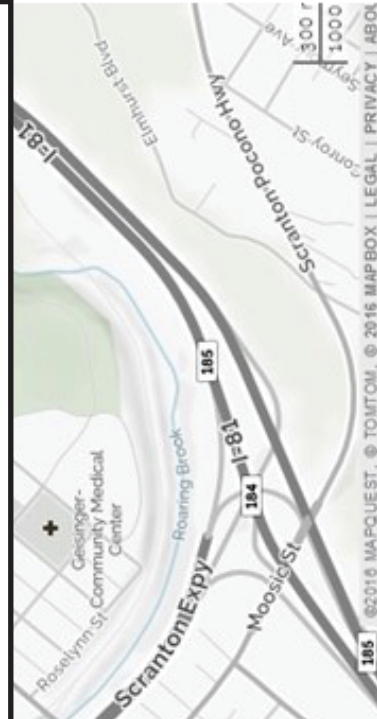 I-81
Elmhurst Blvd
Seymour Ave
300 m
1000
Conroy St
Scranton Pocono Hwy
Geisinger-
Community Medical
Center
Roselynn St
Roaring Brook
185
I-81
184
Scranton Expy
Moosic St
185
©2016 MAPQUEST, © TOMTOM, © 2016 MAPBOX | LEGAL | PRIVACY | ABOU